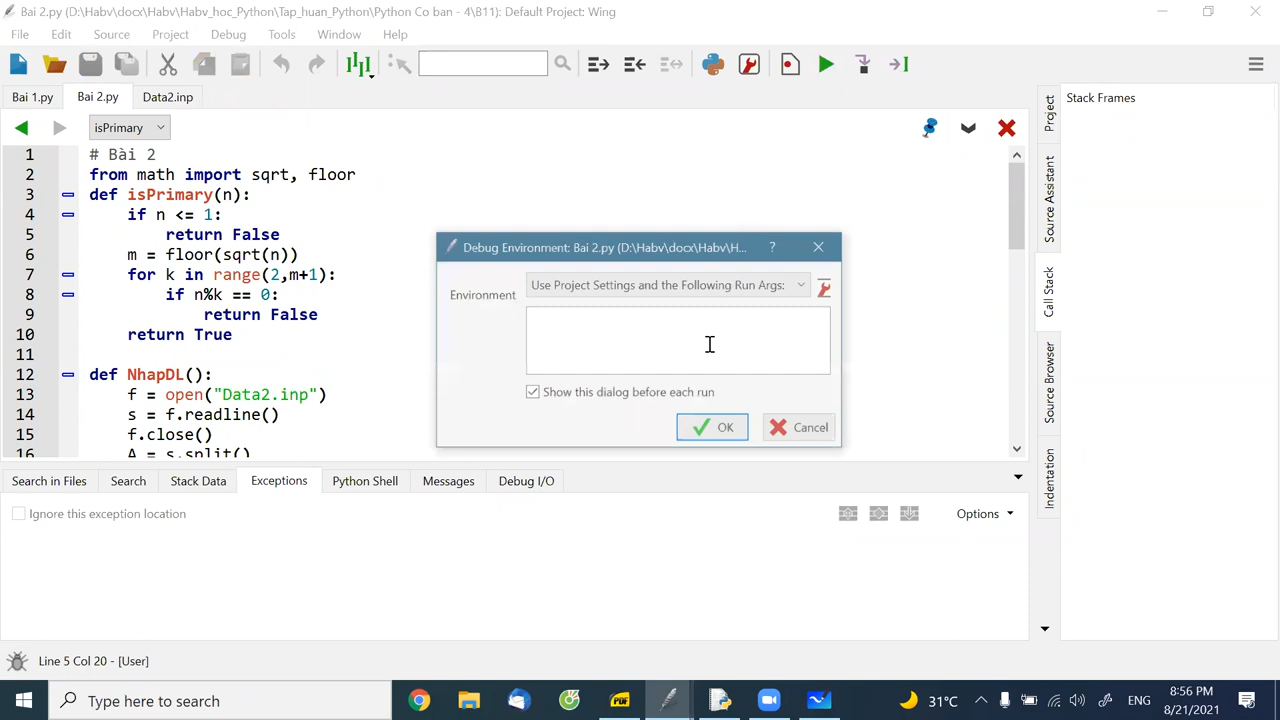 Bai 2.py (D:\Habv\docx\Habv\Habv_hoc_Python\Tap_huan_Python\Python Co ban - 4\B11): Default Project: Wing
File Edit Source Project Debug Tools Window Help
Bai 1.py Bai 2.py Data2.inp
isPrimary
1 # Bài 2
2 from math import sqrt, floor
3 def isPrimary(n):
4 if n <= 1:
5 return False
6 m = floor(sqrt(n))
7 for k in range(2,m+1):
8 if n%k == 0:
9 return False
10 return True
11
12 def NhapDL():
13 f = open("Data2.inp")
14 s = f.readline()
15 f.close()
16 A = s.split()
Debug Environment: Bai 2.py (D:\Habv\docx\Habv\H...
Environment Use Project Settings and the Following Run Args:
Show this dialog before each run
OK Cancel
Project
Source Assistant
Call Stack
Source Browser
Indentation
Stack Frames
Search in Files Search Stack Data Exceptions Python Shell Messages Debug I/O
Ignore this exception location Options
Line 5 Col 20 - [User]
Type here to search
31°C ENG 8:56 PM
8/21/2021